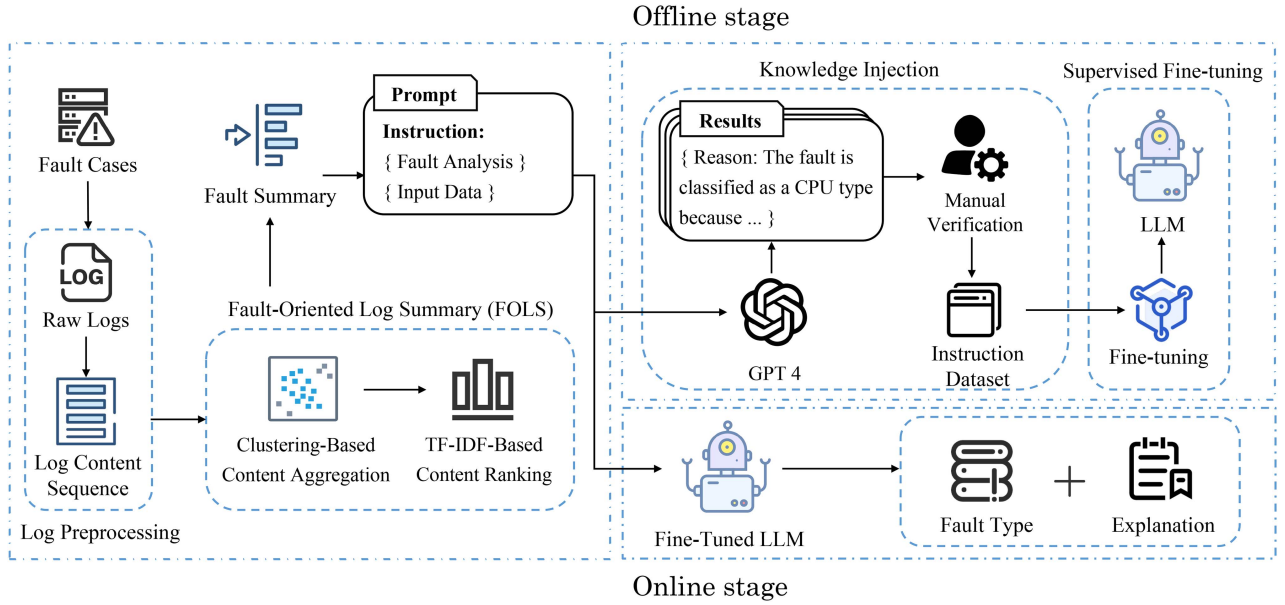 Offline stage
Fault Cases
Raw Logs
LOG
Log Content
Sequence
Log Preprocessing
Fault Summary
Prompt
Instruction:
{ Fault Analysis }
{ Input Data }
Fault-Oriented Log Summary (FOLS)
Clustering-Based
Content Aggregation
TF-IDF-Based
Content Ranking
Knowledge Injection
Results
{ Reason: The fault is
classified as a CPU type
because ... }
GPT 4
Manual
Verification
Instruction
Dataset
Supervised Fine-tuning
LLM
Fine-tuning
Fine-Tuned LLM
Fault Type
+
Explanation
Online stage